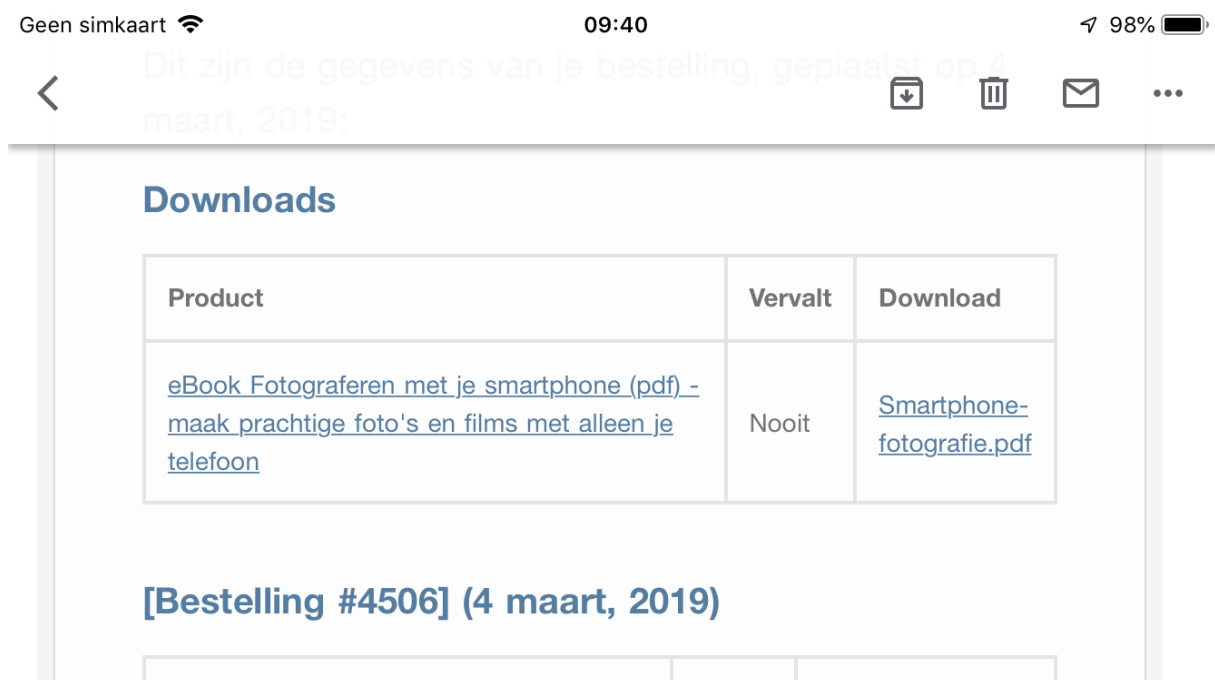 Geen simkaart 09:40 98%
Dit zijn de gegevens van je bestelling, geplaatst op 4
maart, 2019:
Downloads
Product Vervalt Download
eBook Fotograferen met je smartphone (pdf) -
maak prachtige foto's en films met alleen je
telefoon
Nooit
Smartphone-
fotografie.pdf
[Bestelling #4506] (4 maart, 2019)